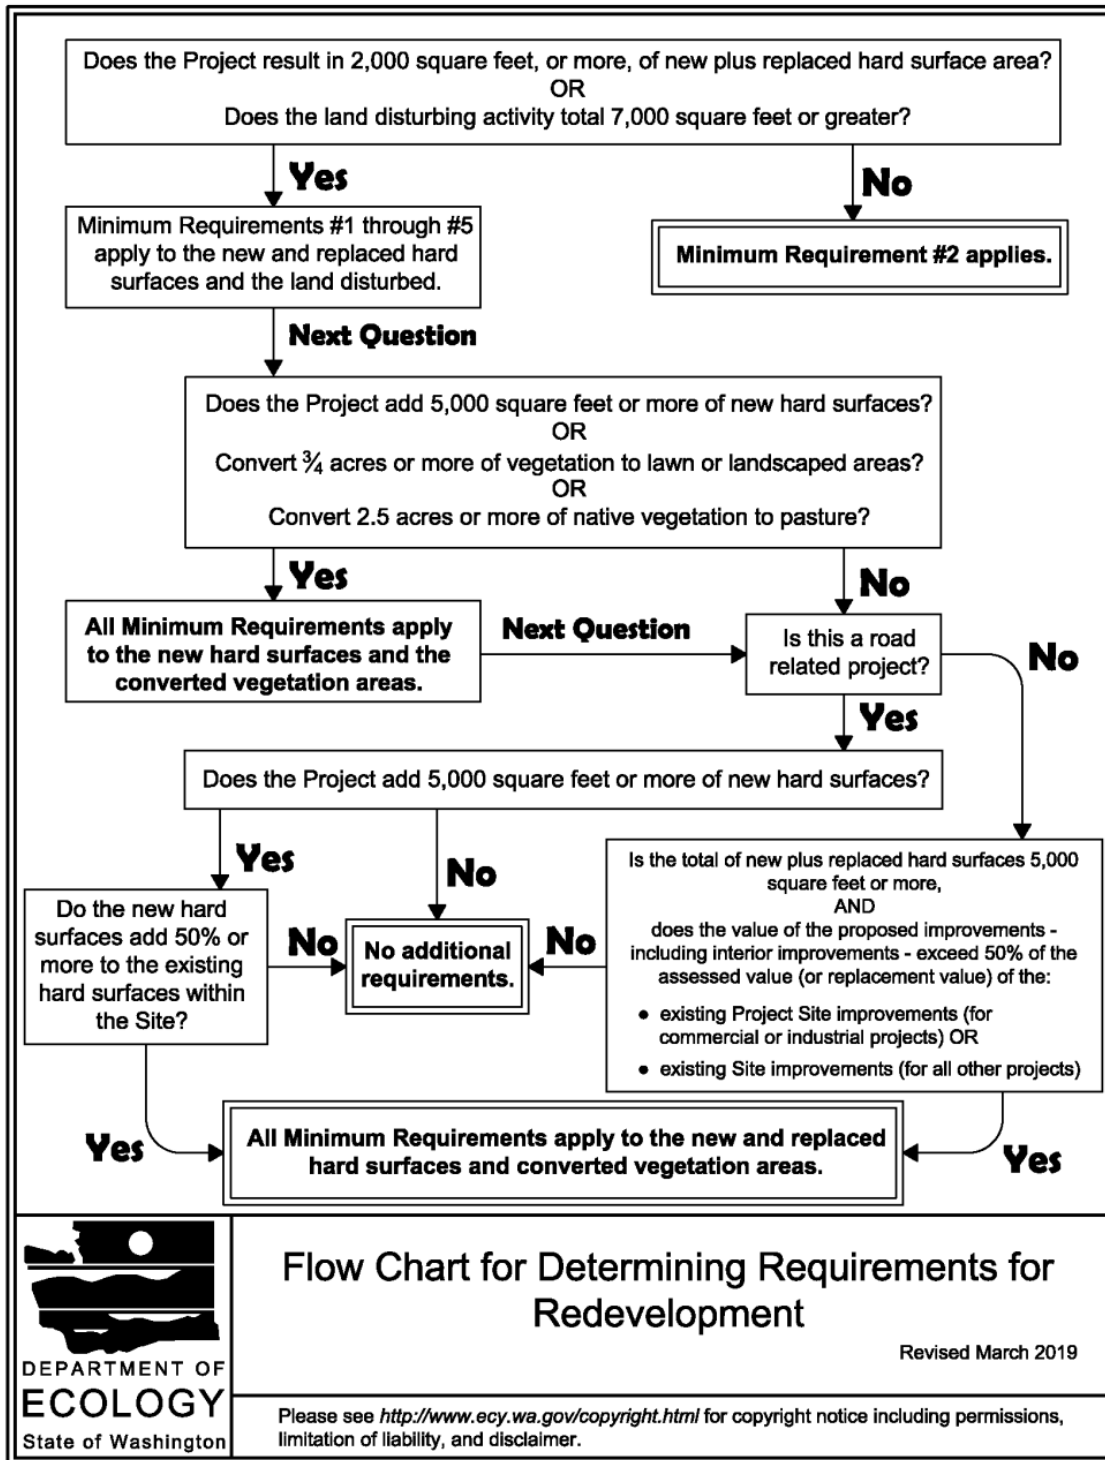 Does the Project result in 2,000 square feet, or more, of new plus replaced hard surface area?
OR
Does the land disturbing activity total 7,000 square feet or greater?
Yes
No
Minimum Requirements #1 through #5
apply to the new and replaced hard
surfaces and the land disturbed.
Minimum Requirement #2 applies.
Next Question
Does the Project add 5,000 square feet or more of new hard surfaces?
OR
Convert ¾ acres or more of vegetation to lawn or landscaped areas?
OR
Convert 2.5 acres or more of native vegetation to pasture?
Yes
No
All Minimum Requirements apply
to the new hard surfaces and the
converted vegetation areas.
Next Question
Is this a road
related project?
No
Yes
Does the Project add 5,000 square feet or more of new hard surfaces?
Yes
No
Do the new hard
surfaces add 50% or
more to the existing
hard surfaces within
the Site?
No
No additional
requirements.
No
Is the total of new plus replaced hard surfaces 5,000
square feet or more,
AND
does the value of the proposed improvements -
including interior improvements - exceed 50% of the
assessed value (or replacement value) of the:
● existing Project Site improvements (for
commercial or industrial projects) OR
● existing Site improvements (for all other projects)
Yes
All Minimum Requirements apply to the new and replaced
hard surfaces and converted vegetation areas.
Yes
DEPARTMENT OF
ECOLOGY
State of Washington
Flow Chart for Determining Requirements for
Redevelopment
Revised March 2019
Please see http://www.ecy.wa.gov/copyright.html for copyright notice including permissions,
limitation of liability, and disclaimer.